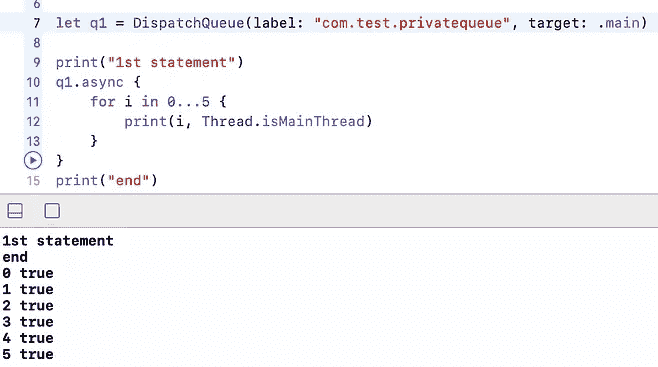 6
7 let q1 = DispatchQueue(label: "com.test.privatequeue", target: .main)
8
9 print("1st statement")
10 q1.async {
11 for i in 0...5 {
12 print(i, Thread.isMainThread)
13 }
}
15 print("end")
1st statement
end
0 true
1 true
2 true
3 true
4 true
5 true